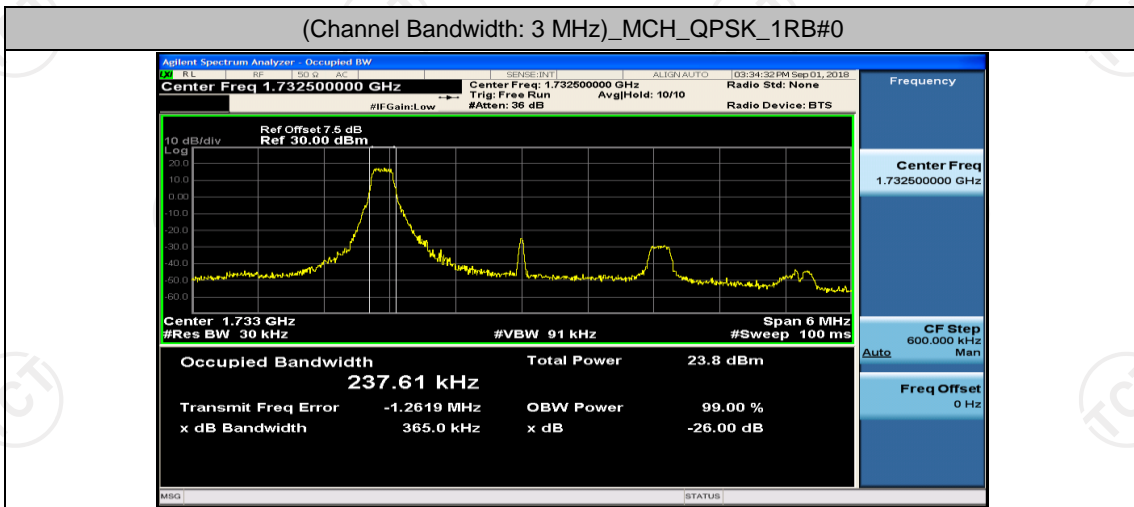 (Channel Bandwidth: 3 MHz)_MCH_QPSK_1RB#0
Agilent Spectrum Analyzer - Occupied BW
LXI RL RF 50 Ω AC SENSE:INT ALIGN AUTO 03:34:32 PM Sep 01, 2018
Center Freq 1.732500000 GHz
Center Freq: 1.732500000 GHz
Radio Std: None
Trig: Free Run Avg|Hold: 10/10
#IFGain:Low
#Atten: 36 dB
Radio Device: BTS
Frequency
Ref Offset 7.5 dB
10 dB/div Ref 30.00 dBm
Log
20.0
10.0
0.00
-10.0
-20.0
-30.0
-40.0
-50.0
-60.0
Center Freq
1.732500000 GHz
Center 1.733 GHz Span 6 MHz
#Res BW 30 kHz #VBW 91 kHz #Sweep 100 ms
CF Step
600.000 kHz
Auto Man
Freq Offset
0 Hz
Occupied Bandwidth Total Power 23.8 dBm
237.61 kHz
Transmit Freq Error -1.2619 MHz OBW Power 99.00 %
x dB Bandwidth 365.0 kHz x dB -26.00 dB
MSG STATUS